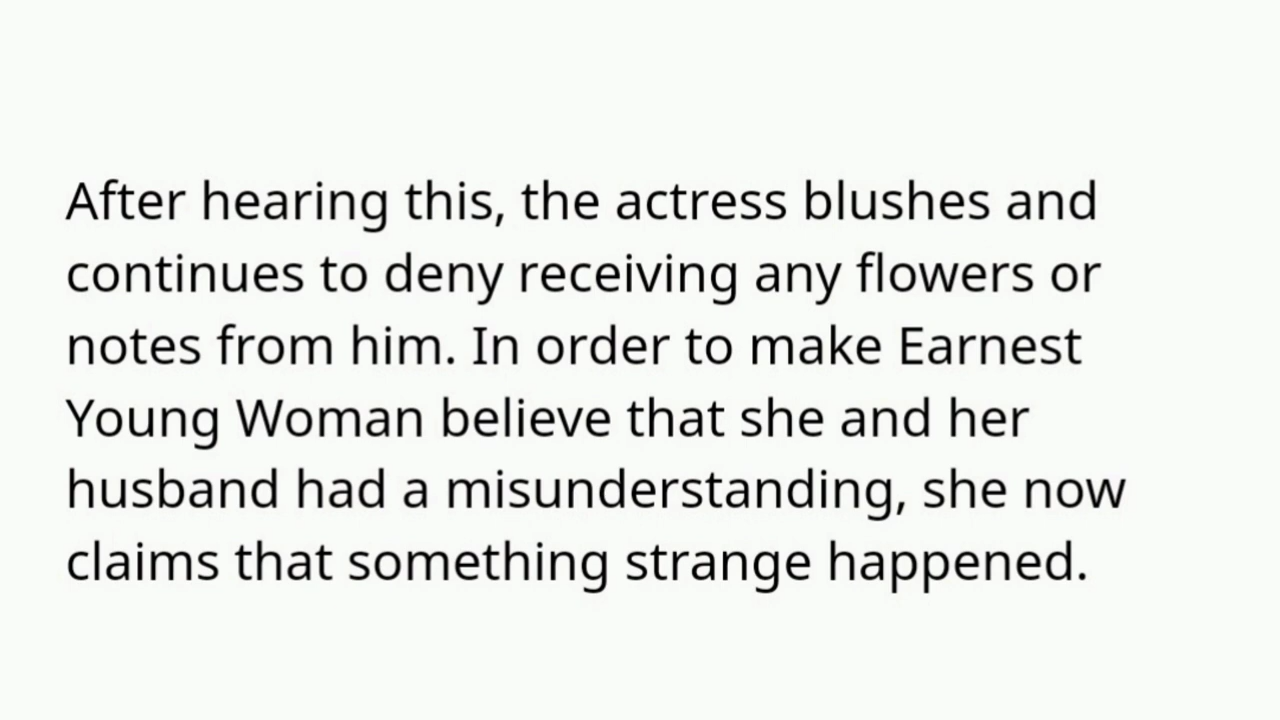 After hearing this, the actress blushes and
continues to deny receiving any flowers or
notes from him. In order to make Earnest
Young Woman believe that she and her
husband had a misunderstanding, she now
claims that something strange happened.